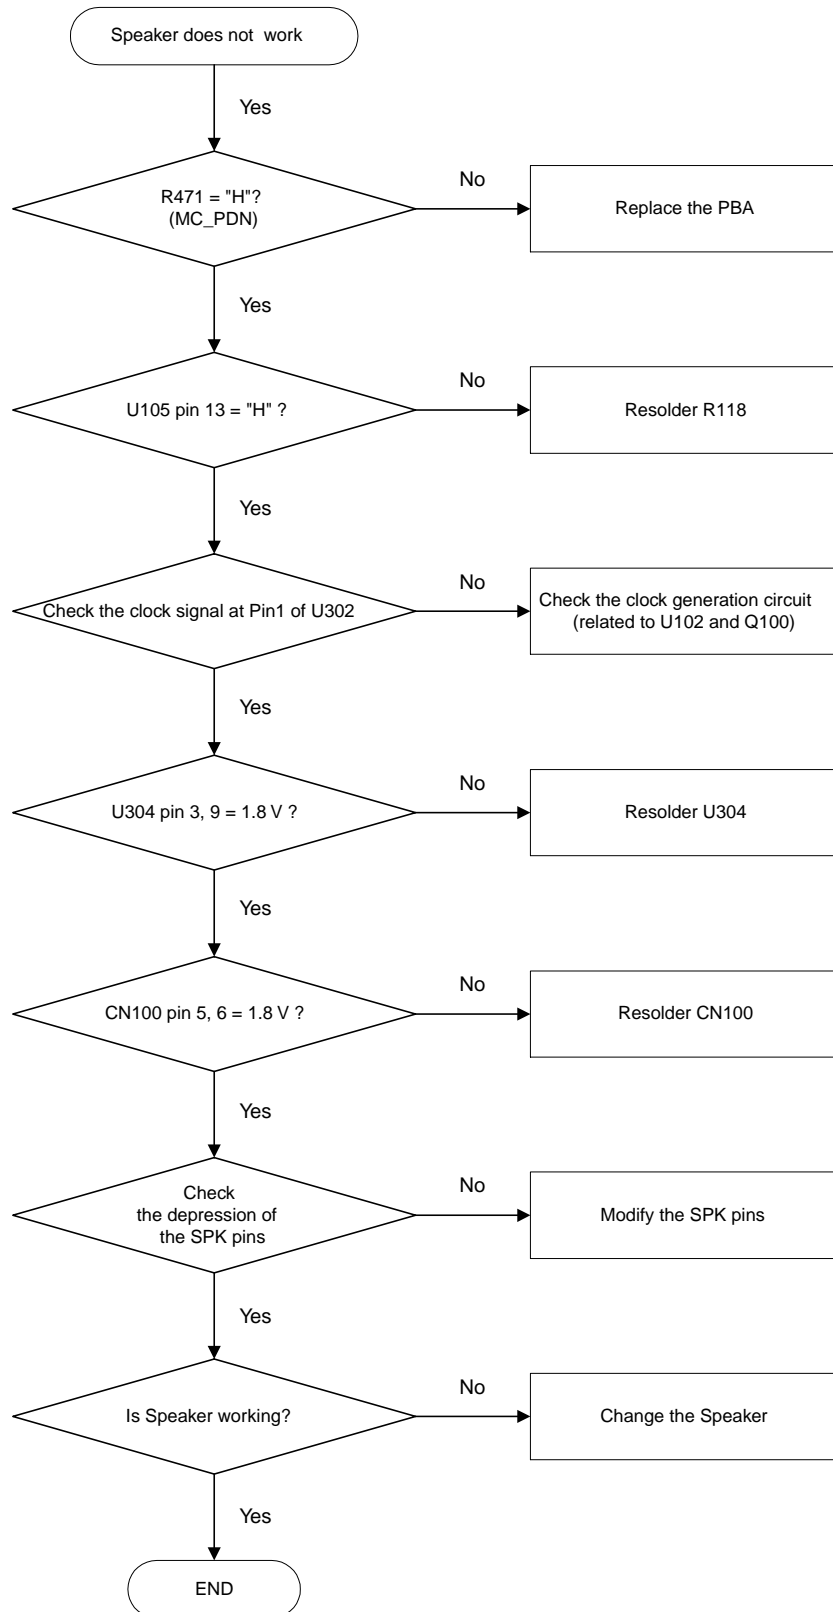 Speaker does not work
Yes
R471 = "H"?
(MC_PDN)
No
Replace the PBA
Yes
U105 pin 13 = "H" ?
No
Resolder R118
Yes
Check the clock signal at Pin1 of U302
No
Check the clock generation circuit
(related to U102 and Q100)
Yes
U304 pin 3, 9 = 1.8 V ?
No
Resolder U304
Yes
CN100 pin 5, 6 = 1.8 V ?
No
Resolder CN100
Yes
Check
the depression of
the SPK pins
No
Modify the SPK pins
Yes
Is Speaker working?
No
Change the Speaker
Yes
END